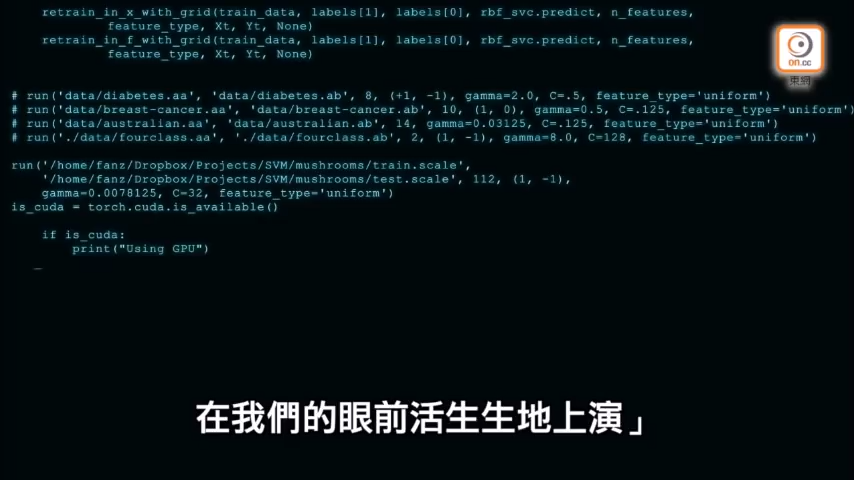 retrain_in_x_with_grid(train_data, labels[1], labels[0], rbf_svc.predict, n_features,
feature_type, Xt, Yt, None)
retrain_in_f_with_grid(train_data, labels[1], labels[0], rbf_svc.predict, n_features,
feature_type, Xt, Yt, None)
on.cc
東網
# run('data/diabetes.aa', 'data/diabetes.ab', 8, (+1, -1), gamma=2.0, C=.5, feature_type='uniform')
# run('data/breast-cancer.aa', 'data/breast-cancer.ab', 10, (1, 0), gamma=0.5, C=.125, feature_type='uniform')
# run('data/australian.aa', 'data/australian.ab', 14, gamma=0.03125, C=.125, feature_type='uniform')
# run('./data/fourclass.aa', './data/fourclass.ab', 2, (1, -1), gamma=8.0, C=128, feature_type='uniform')
run('/home/fanz/Dropbox/Projects/SVM/mushrooms/train.scale',
'/home/fanz/Dropbox/Projects/SVM/mushrooms/test.scale', 112, (1, -1),
gamma=0.0078125, C=32, feature_type='uniform')
is_cuda = torch.cuda.is_available()
if is_cuda:
print("Using GPU")
_
在我們的眼前活生生地上演」